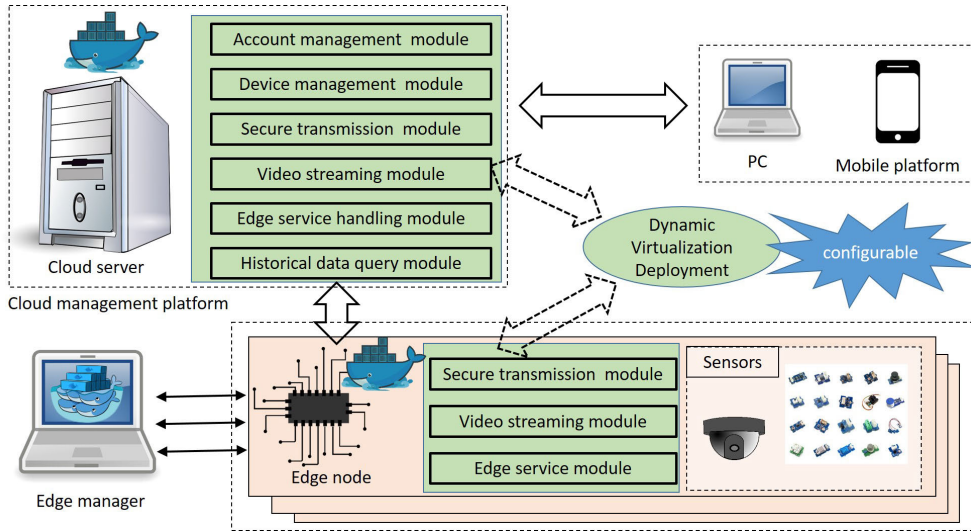 Account management module
Device management module
Secure transmission module
Video streaming module
Edge service handling module
Historical data query module
Cloud server
Cloud management platform
PC
Mobile platform
Dynamic
Virtualization
Deployment
configurable
Edge manager
Edge node
Secure transmission module
Video streaming module
Edge service module
Sensors